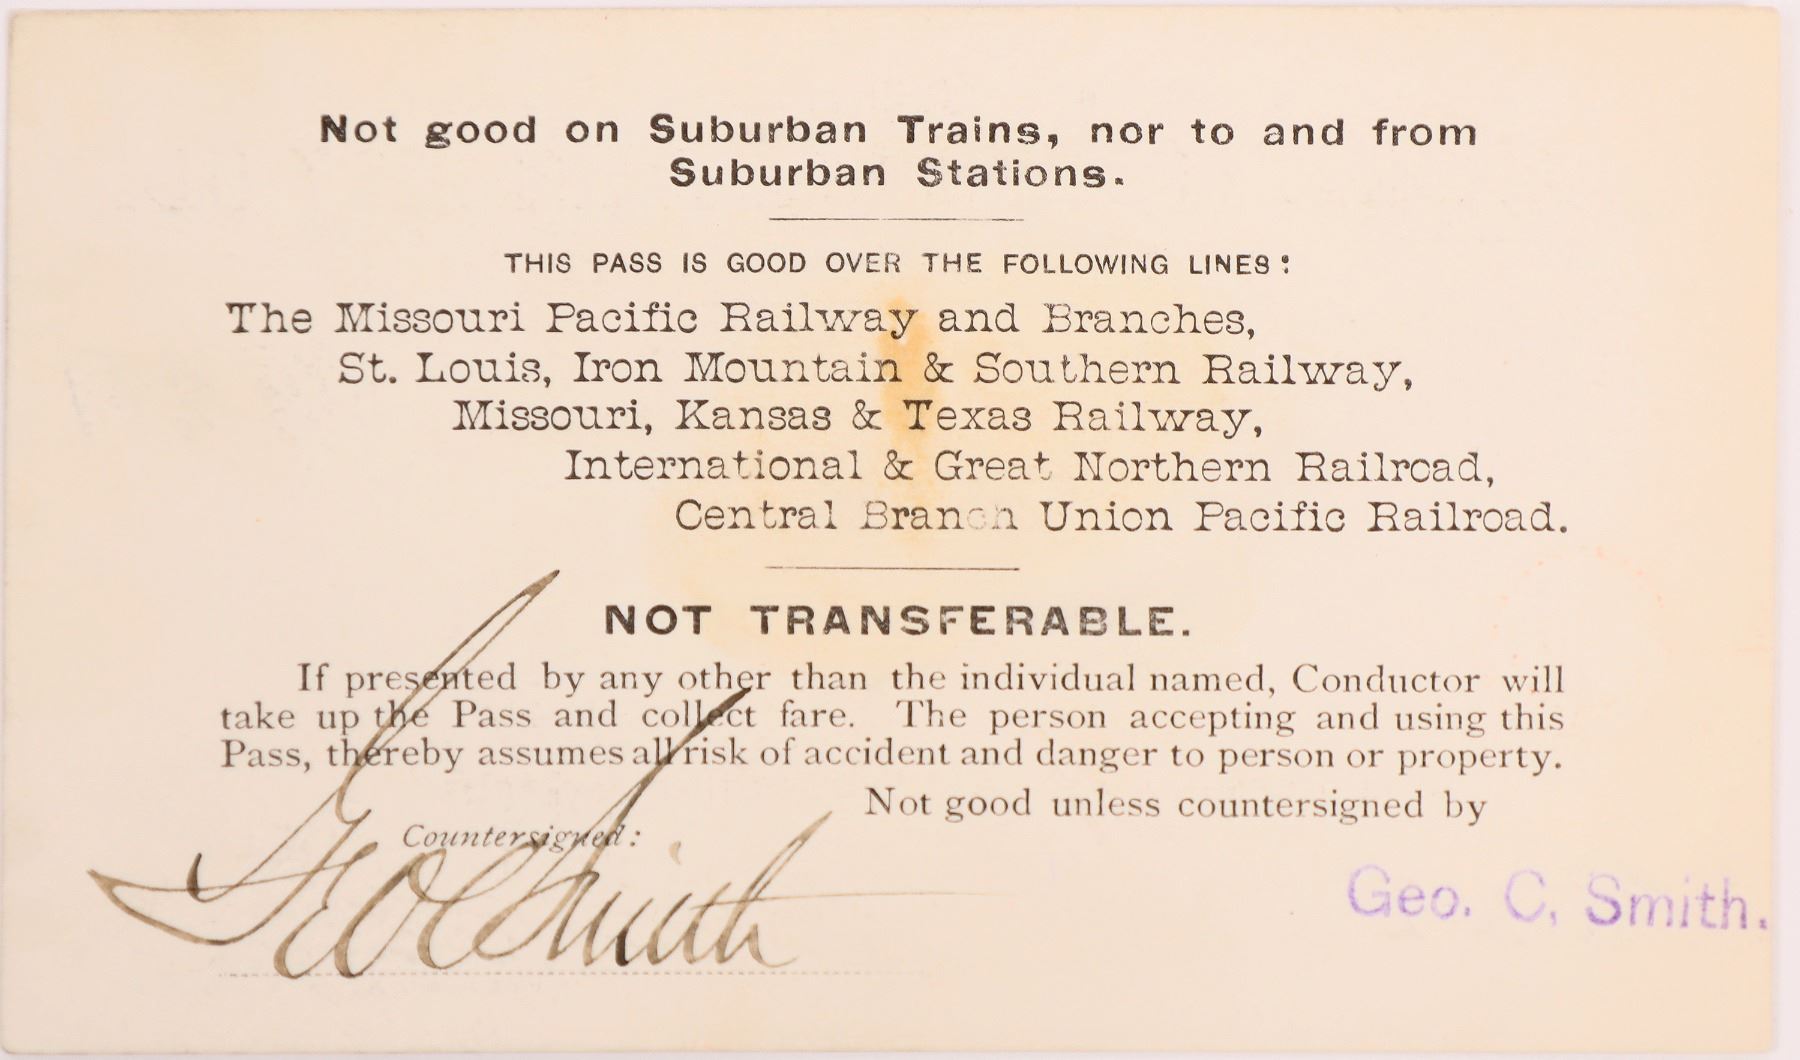 Not good on Suburban Trains, nor to and from
Suburban Stations.
THIS PASS IS GOOD OVER THE FOLLOWING LINES:
The Missouri Pacific Railway and Branches,
St. Louis, Iron Mountain & Southern Railway,
Missouri, Kansas & Texas Railway,
International & Great Northern Railroad,
Central Branch Union Pacific Railroad.
NOT TRANSFERABLE.
If presented by any other than the individual named, Conductor will
take up the Pass and collect fare. The person accepting and using this
Pass, thereby assumes all risk of accident and danger to person or property.
Not good unless countersigned by
Countersigned:
Geo C Smith
Geo. C. Smith.